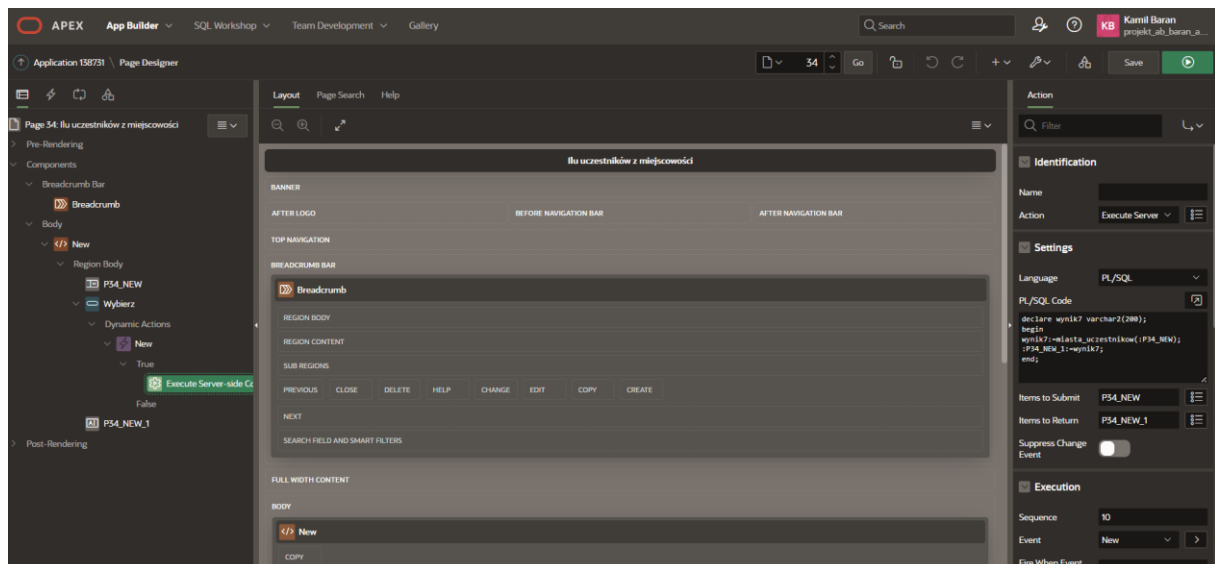 APEX App Builder SQL Workshop Team Development Gallery Search KB Kamil Baran
projekt_ab_baran_a...
Application 138731 \ Page Designer 34 Go Save
Layout Page Search Help Action
Page 34: Ilu uczestników z miejscowości
Filter
Pre-Rendering
Components
Breadcrumb Bar
Breadcrumb
Body
New
Region Body
P34_NEW
Wybierz
Dynamic Actions
New
True
Execute Server-side Co
False
P34_NEW_1
Post-Rendering
Ilu uczestników z miejscowości
BANNER
AFTER LOGO BEFORE NAVIGATION BAR AFTER NAVIGATION BAR
TOP NAVIGATION
BREADCRUMB BAR
Breadcrumb
REGION BODY
REGION CONTENT
SUB REGIONS
PREVIOUS CLOSE DELETE HELP CHANGE EDIT COPY CREATE
NEXT
SEARCH FIELD AND SMART FILTERS
FULL WIDTH CONTENT
BODY
New
COPY
Identification
Name
Action Execute Server
Settings
Language PL/SQL
PL/SQL Code
declare wynik7 varchar2(200);
begin
wynik7:=miasta_uczestnikow(:P34_NEW);
:P34_NEW_1:=wynik7;
end;
Items to Submit P34_NEW
Items to Return P34_NEW_1
Suppress Change
Event
Execution
Sequence 10
Event New
Fire When Event